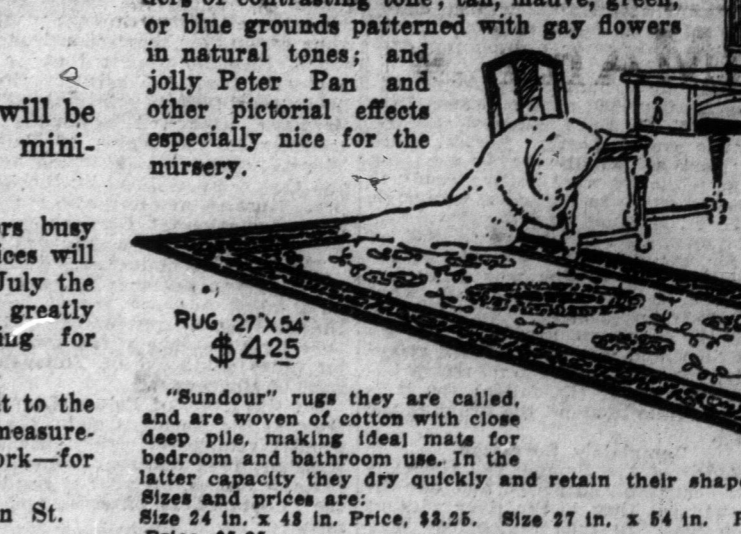 or blue grounds patterned with gay flowers
in natural tones; and
jolly Peter Pan and
other pictorial effects
especially nice for the
nursery.
will be
mini-
busy
will
July the
greatly
for
to the
measure-
for
n St.
RUG 27"X54"
$4.25
"Sundour" rugs they are called,
and are woven of cotton with close
deep pile, making ideal mats for
bedroom and bathroom use. In the
latter capacity they dry quickly and retain their shape
Sizes and prices are:
Size 24 in. x 48 in. Price, $3.25. Size 27 in. x 54 in.